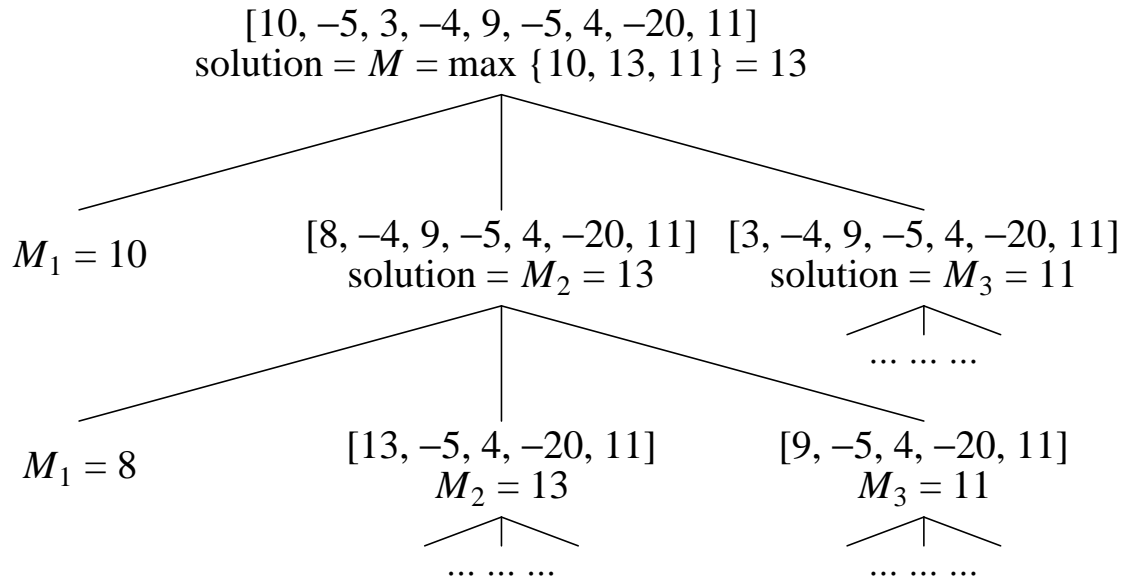 [10, −5, 3, −4, 9, −5, 4, −20, 11]
solution = M = max {10, 13, 11} = 13
M₁ = 10
[8, −4, 9, −5, 4, −20, 11]
solution = M₂ = 13
[3, −4, 9, −5, 4, −20, 11]
solution = M₃ = 11
... ... ...
M₁ = 8
[13, −5, 4, −20, 11]
M₂ = 13
[9, −5, 4, −20, 11]
M₃ = 11
... ... ...
... ... ...